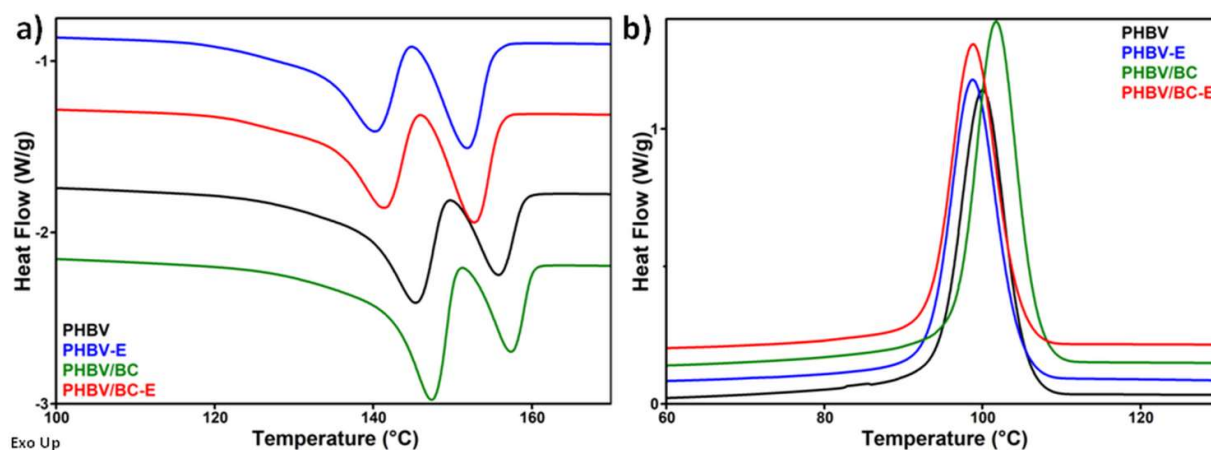 a)
-1
-2
-3
Heat Flow (W/g)
PHBV
PHBV-E
PHBV/BC
PHBV/BC-E
100
120
140
160
Temperature (°C)
Exo Up
b)
PHBV
PHBV-E
PHBV/BC
PHBV/BC-E
1
0
Heat Flow (W/g)
60
80
100
120
Temperature (°C)